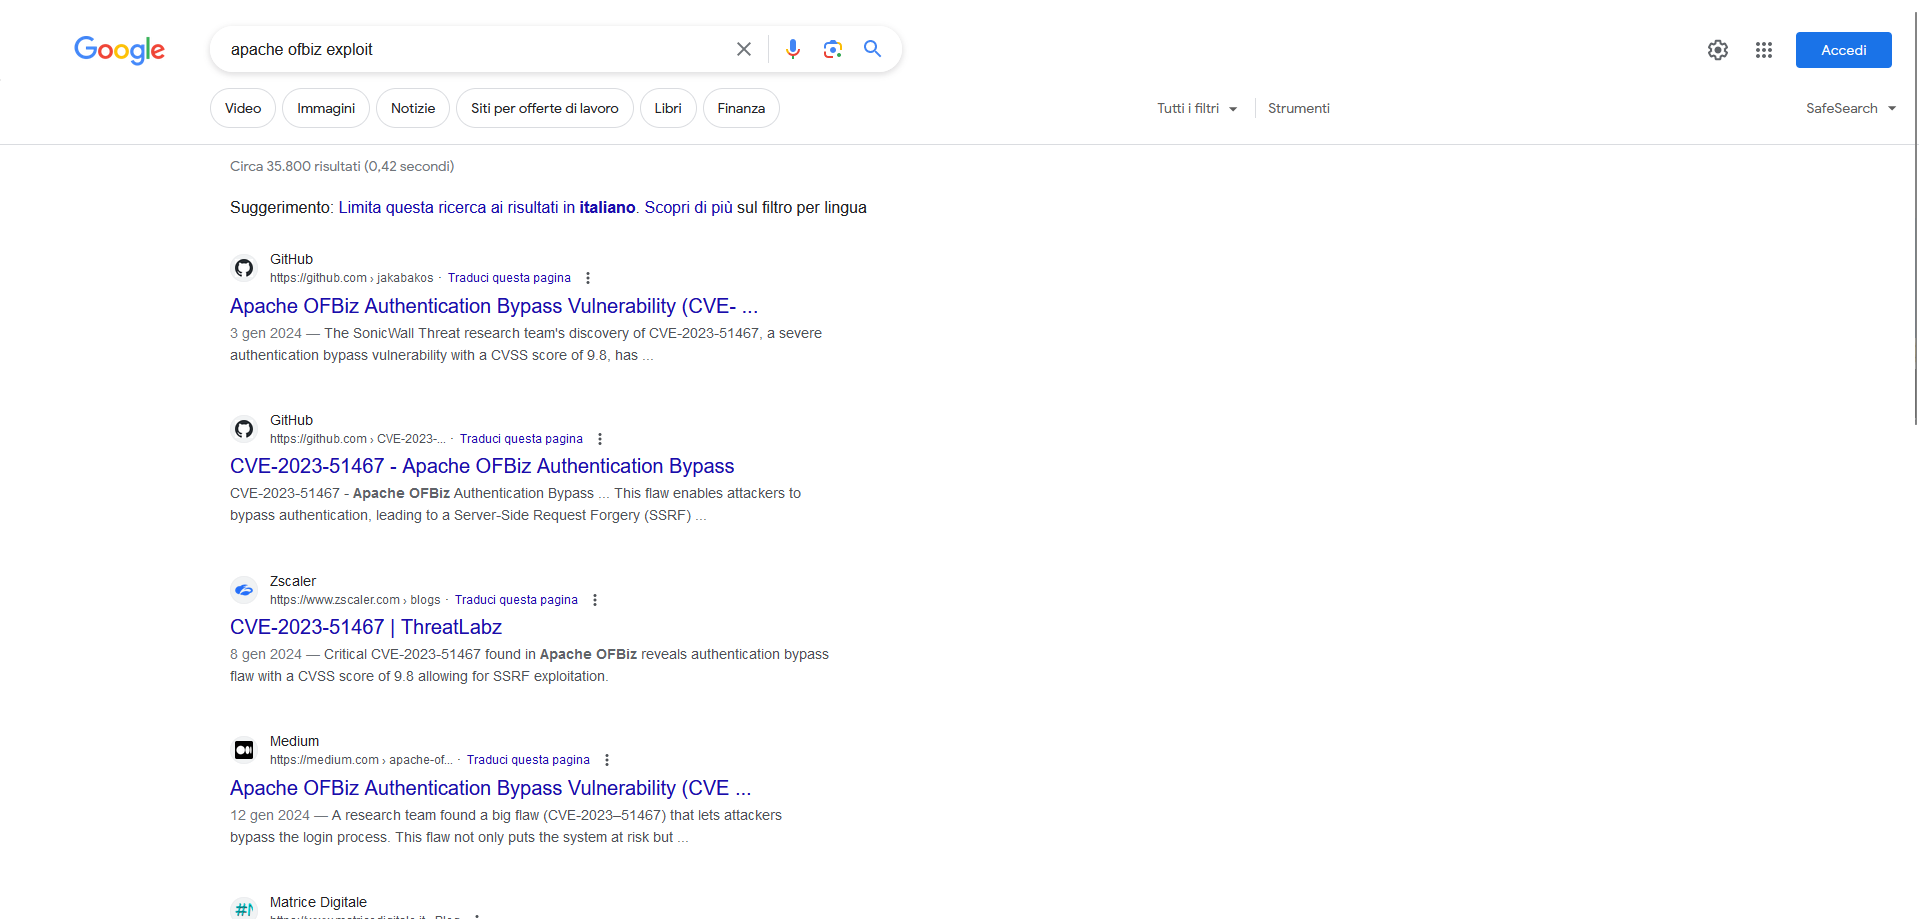 Google
apache ofbiz exploit
Accedi
Video Immagini Notizie Siti per offerte di lavoro Libri Finanza Tutti i filtri Strumenti SafeSearch
Circa 35.800 risultati (0,42 secondi)
Suggerimento: Limita questa ricerca ai risultati in italiano. Scopri di più sul filtro per lingua
GitHub
https://github.com › jakabakos · Traduci questa pagina
Apache OFBiz Authentication Bypass Vulnerability (CVE- ...
3 gen 2024 — The SonicWall Threat research team's discovery of CVE-2023-51467, a severe
authentication bypass vulnerability with a CVSS score of 9.8, has ...
GitHub
https://github.com › CVE-2023-... · Traduci questa pagina
CVE-2023-51467 - Apache OFBiz Authentication Bypass
CVE-2023-51467 - Apache OFBiz Authentication Bypass ... This flaw enables attackers to
bypass authentication, leading to a Server-Side Request Forgery (SSRF) ...
Zscaler
https://www.zscaler.com › blogs · Traduci questa pagina
CVE-2023-51467 | ThreatLabz
8 gen 2024 — Critical CVE-2023-51467 found in Apache OFBiz reveals authentication bypass
flaw with a CVSS score of 9.8 allowing for SSRF exploitation.
Medium
https://medium.com › apache-of... · Traduci questa pagina
Apache OFBiz Authentication Bypass Vulnerability (CVE ...
12 gen 2024 — A research team found a big flaw (CVE-2023–51467) that lets attackers
bypass the login process. This flaw not only puts the system at risk but ...
Matrice Digitale